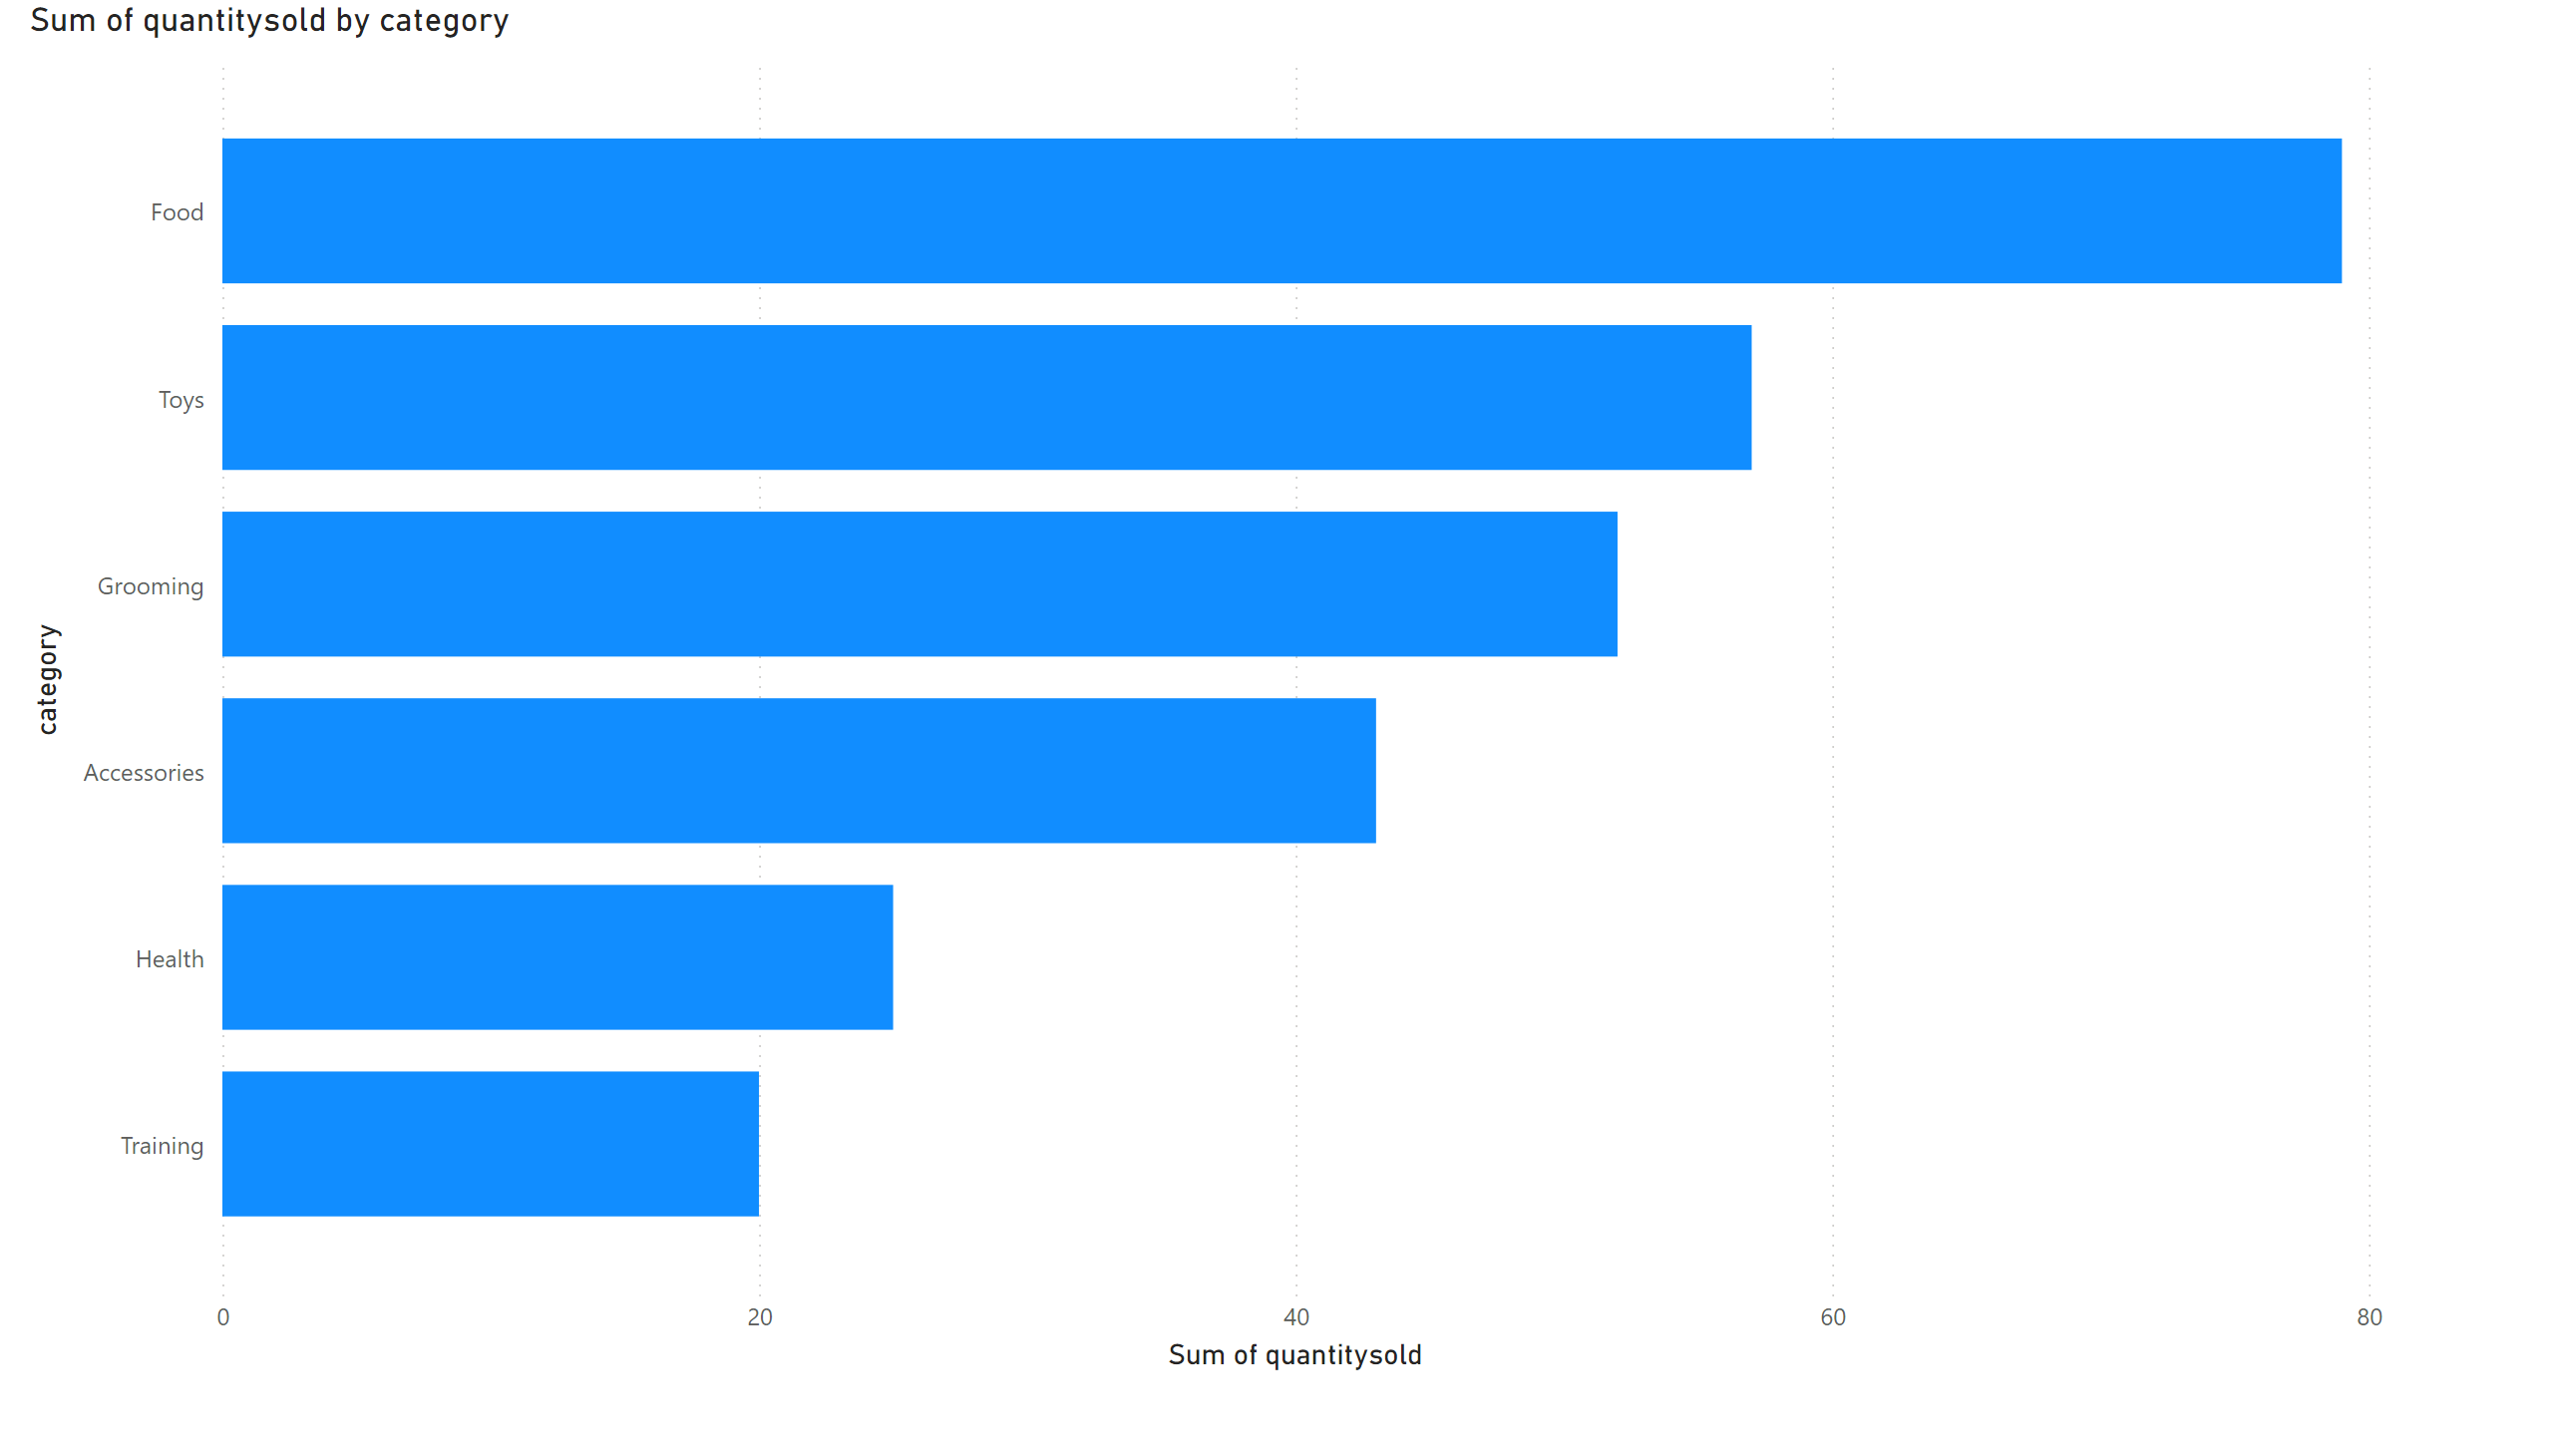 Sum of quantitysold by category
Food
Toys
Grooming
Accessories
Health
Training
category
0 20 40 60 80
Sum of quantitysold